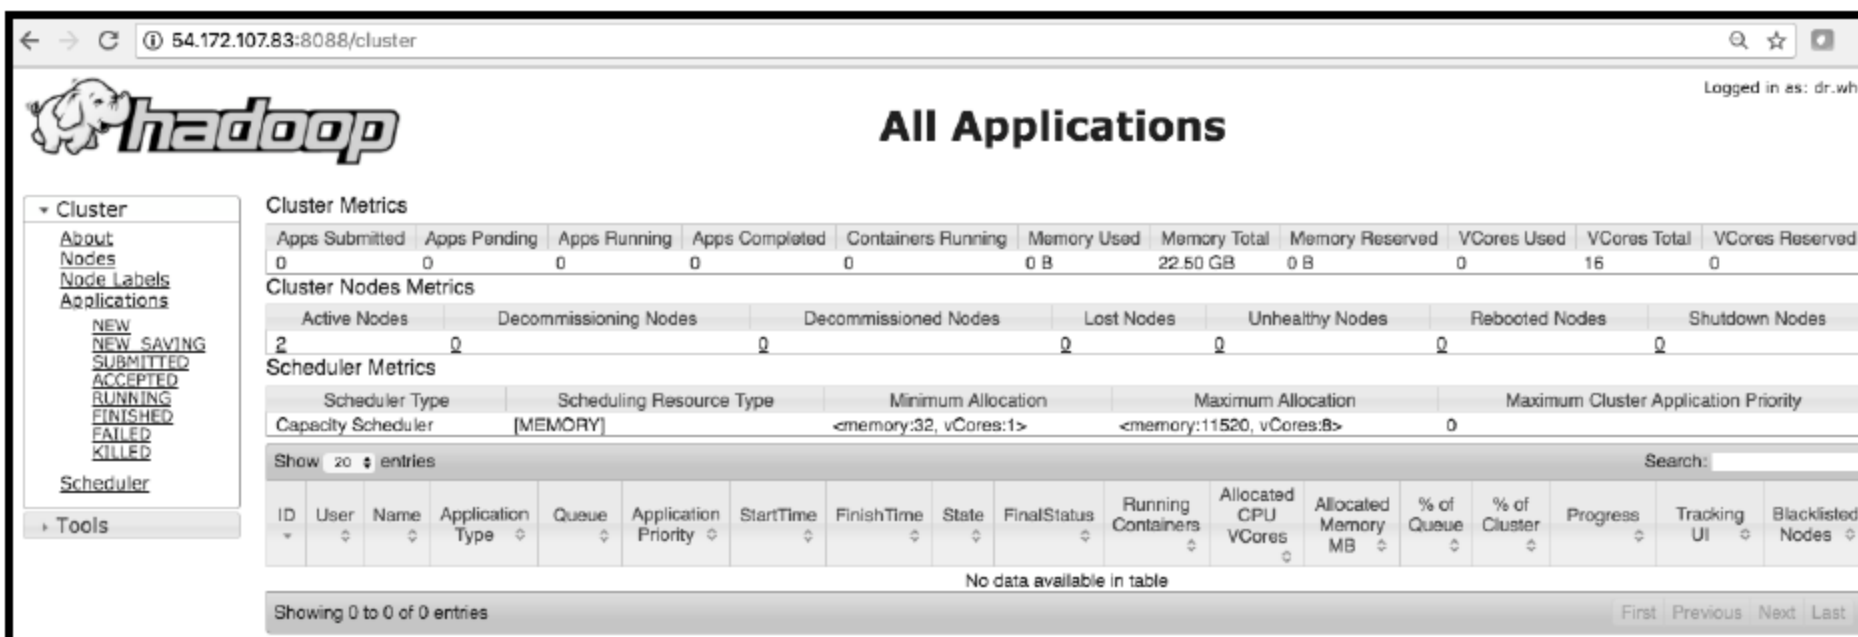 54.172.107.83:8088/cluster
Logged in as: dr.wh
hadoop
All Applications
Cluster
About
Nodes
Node Labels
Applications
NEW
NEW_SAVING
SUBMITTED
ACCEPTED
RUNNING
FINISHED
FAILED
KILLED
Scheduler
Tools
Cluster Metrics
Apps Submitted Apps Pending Apps Running Apps Completed Containers Running Memory Used Memory Total Memory Reserved VCores Used VCores Total VCores Reserved
0 0 0 0 0 0 B 22.50 GB 0 B 0 16 0
Cluster Nodes Metrics
Active Nodes Decommissioning Nodes Decommissioned Nodes Lost Nodes Unhealthy Nodes Rebooted Nodes Shutdown Nodes
2 0 0 0 0 0 0
Scheduler Metrics
Scheduler Type Scheduling Resource Type Minimum Allocation Maximum Allocation Maximum Cluster Application Priority
Capacity Scheduler [MEMORY] <memory:32, vCores:1> <memory:11520, vCores:8> 0
Show 20 entries Search:
ID User Name Application Type Queue Application Priority StartTime FinishTime State FinalStatus Running Containers Allocated CPU VCores Allocated Memory MB % of Queue % of Cluster Progress Tracking UI Blacklisted Nodes
No data available in table
Showing 0 to 0 of 0 entries First Previous Next Last